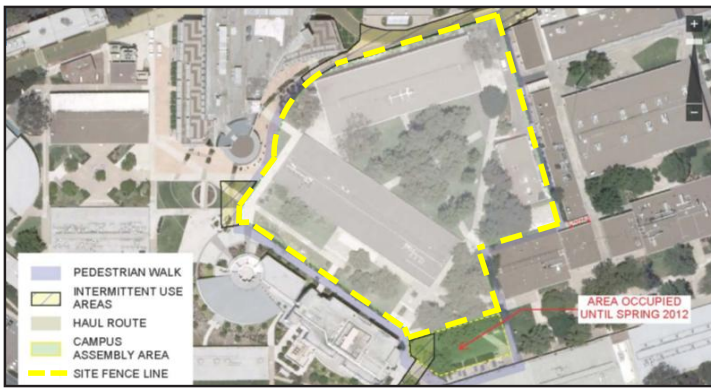 AREA OCCUPIED
UNTIL SPRING 2012
PEDESTRIAN WALK
INTERMITTENT USE
AREAS
HAUL ROUTE
CAMPUS
ASSEMBLY AREA
SITE FENCE LINE